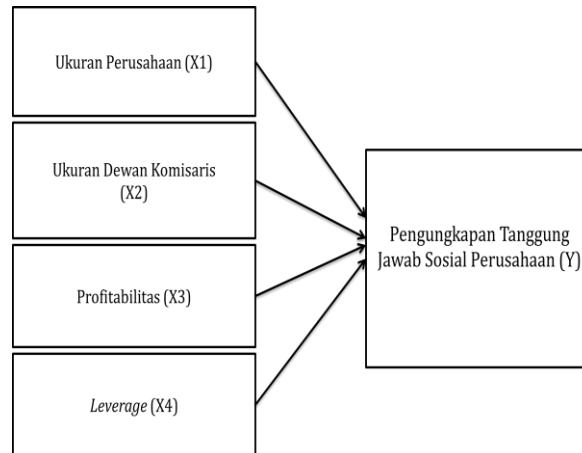 Ukuran Perusahaan (X1)
Ukuran Dewan Komisaris
(X2)
Profitabilitas (X3)
Leverage (X4)
Pengungkapan Tanggung
Jawab Sosial Perusahaan (Y)